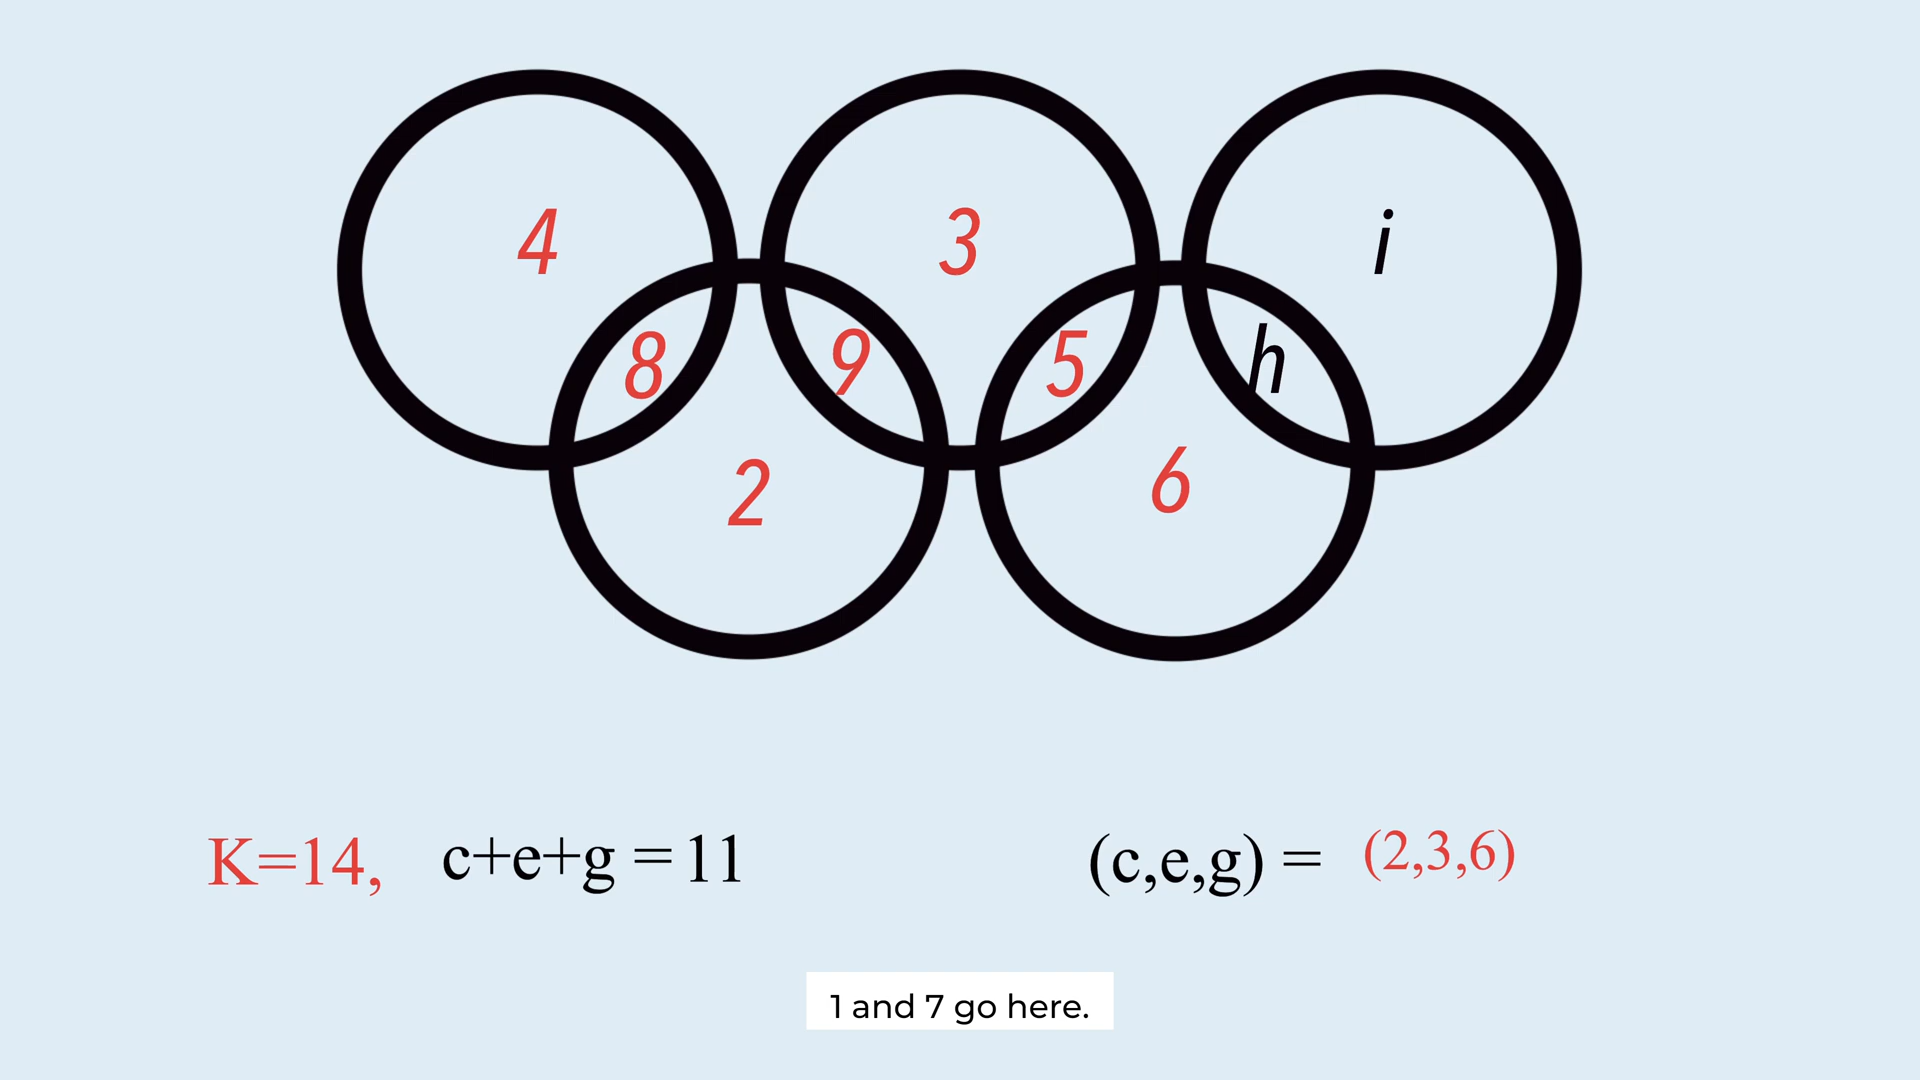 4 3 i
8 9 5 h
2 6
K=14, c+e+g = 11 (c,e,g) = (2,3,6)
1 and 7 go here.